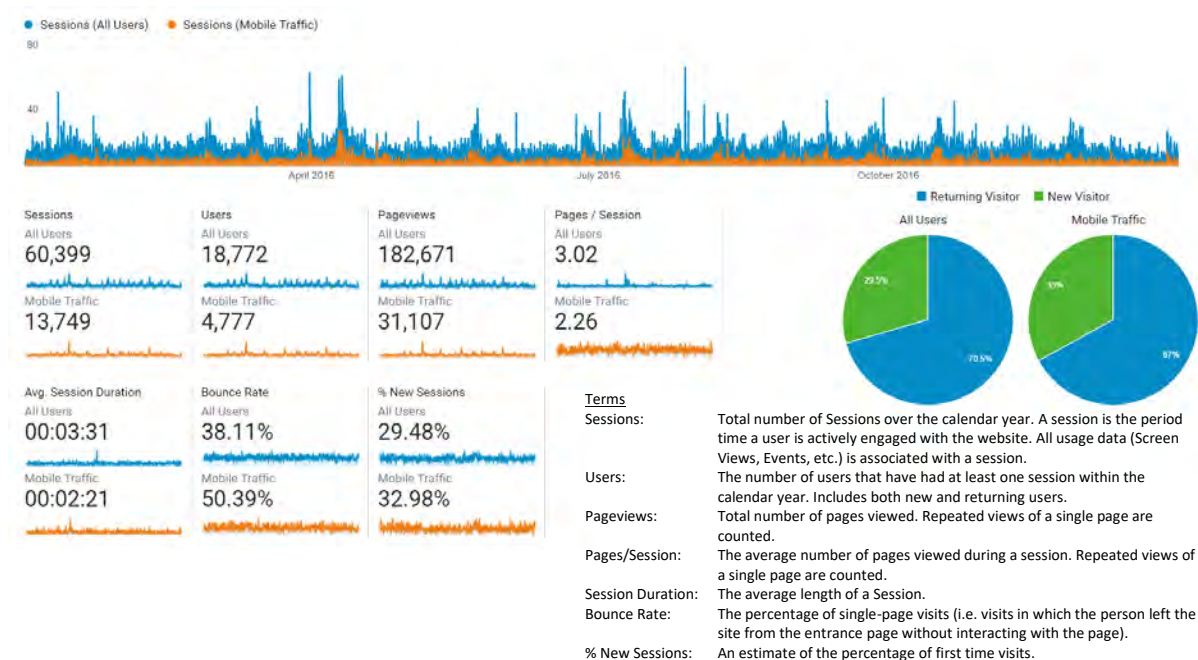 Sessions (All Users) Sessions (Mobile Traffic)
80
40
April 2016 July 2016 October 2016
Returning Visitor New Visitor
All Users Mobile Traffic
29.5%
70.5%
33%
67%
Sessions
All Users
60,399
Mobile Traffic
13,749
Users
All Users
18,772
Mobile Traffic
4,777
Pageviews
All Users
182,671
Mobile Traffic
31,107
Pages / Session
All Users
3.02
Mobile Traffic
2.26
Avg. Session Duration
All Users
00:03:31
Mobile Traffic
00:02:21
Bounce Rate
All Users
38.11%
Mobile Traffic
50.39%
% New Sessions
All Users
29.48%
Mobile Traffic
32.98%
Terms
Sessions: Total number of Sessions over the calendar year. A session is the period
time a user is actively engaged with the website. All usage data (Screen
Views, Events, etc.) is associated with a session.
Users: The number of users that have had at least one session within the
calendar year. Includes both new and returning users.
Pageviews: Total number of pages viewed. Repeated views of a single page are
counted.
Pages/Session: The average number of pages viewed during a session. Repeated views of
a single page are counted.
Session Duration: The average length of a Session.
Bounce Rate: The percentage of single-page visits (i.e. visits in which the person left the
site from the entrance page without interacting with the page).
% New Sessions: An estimate of the percentage of first time visits.